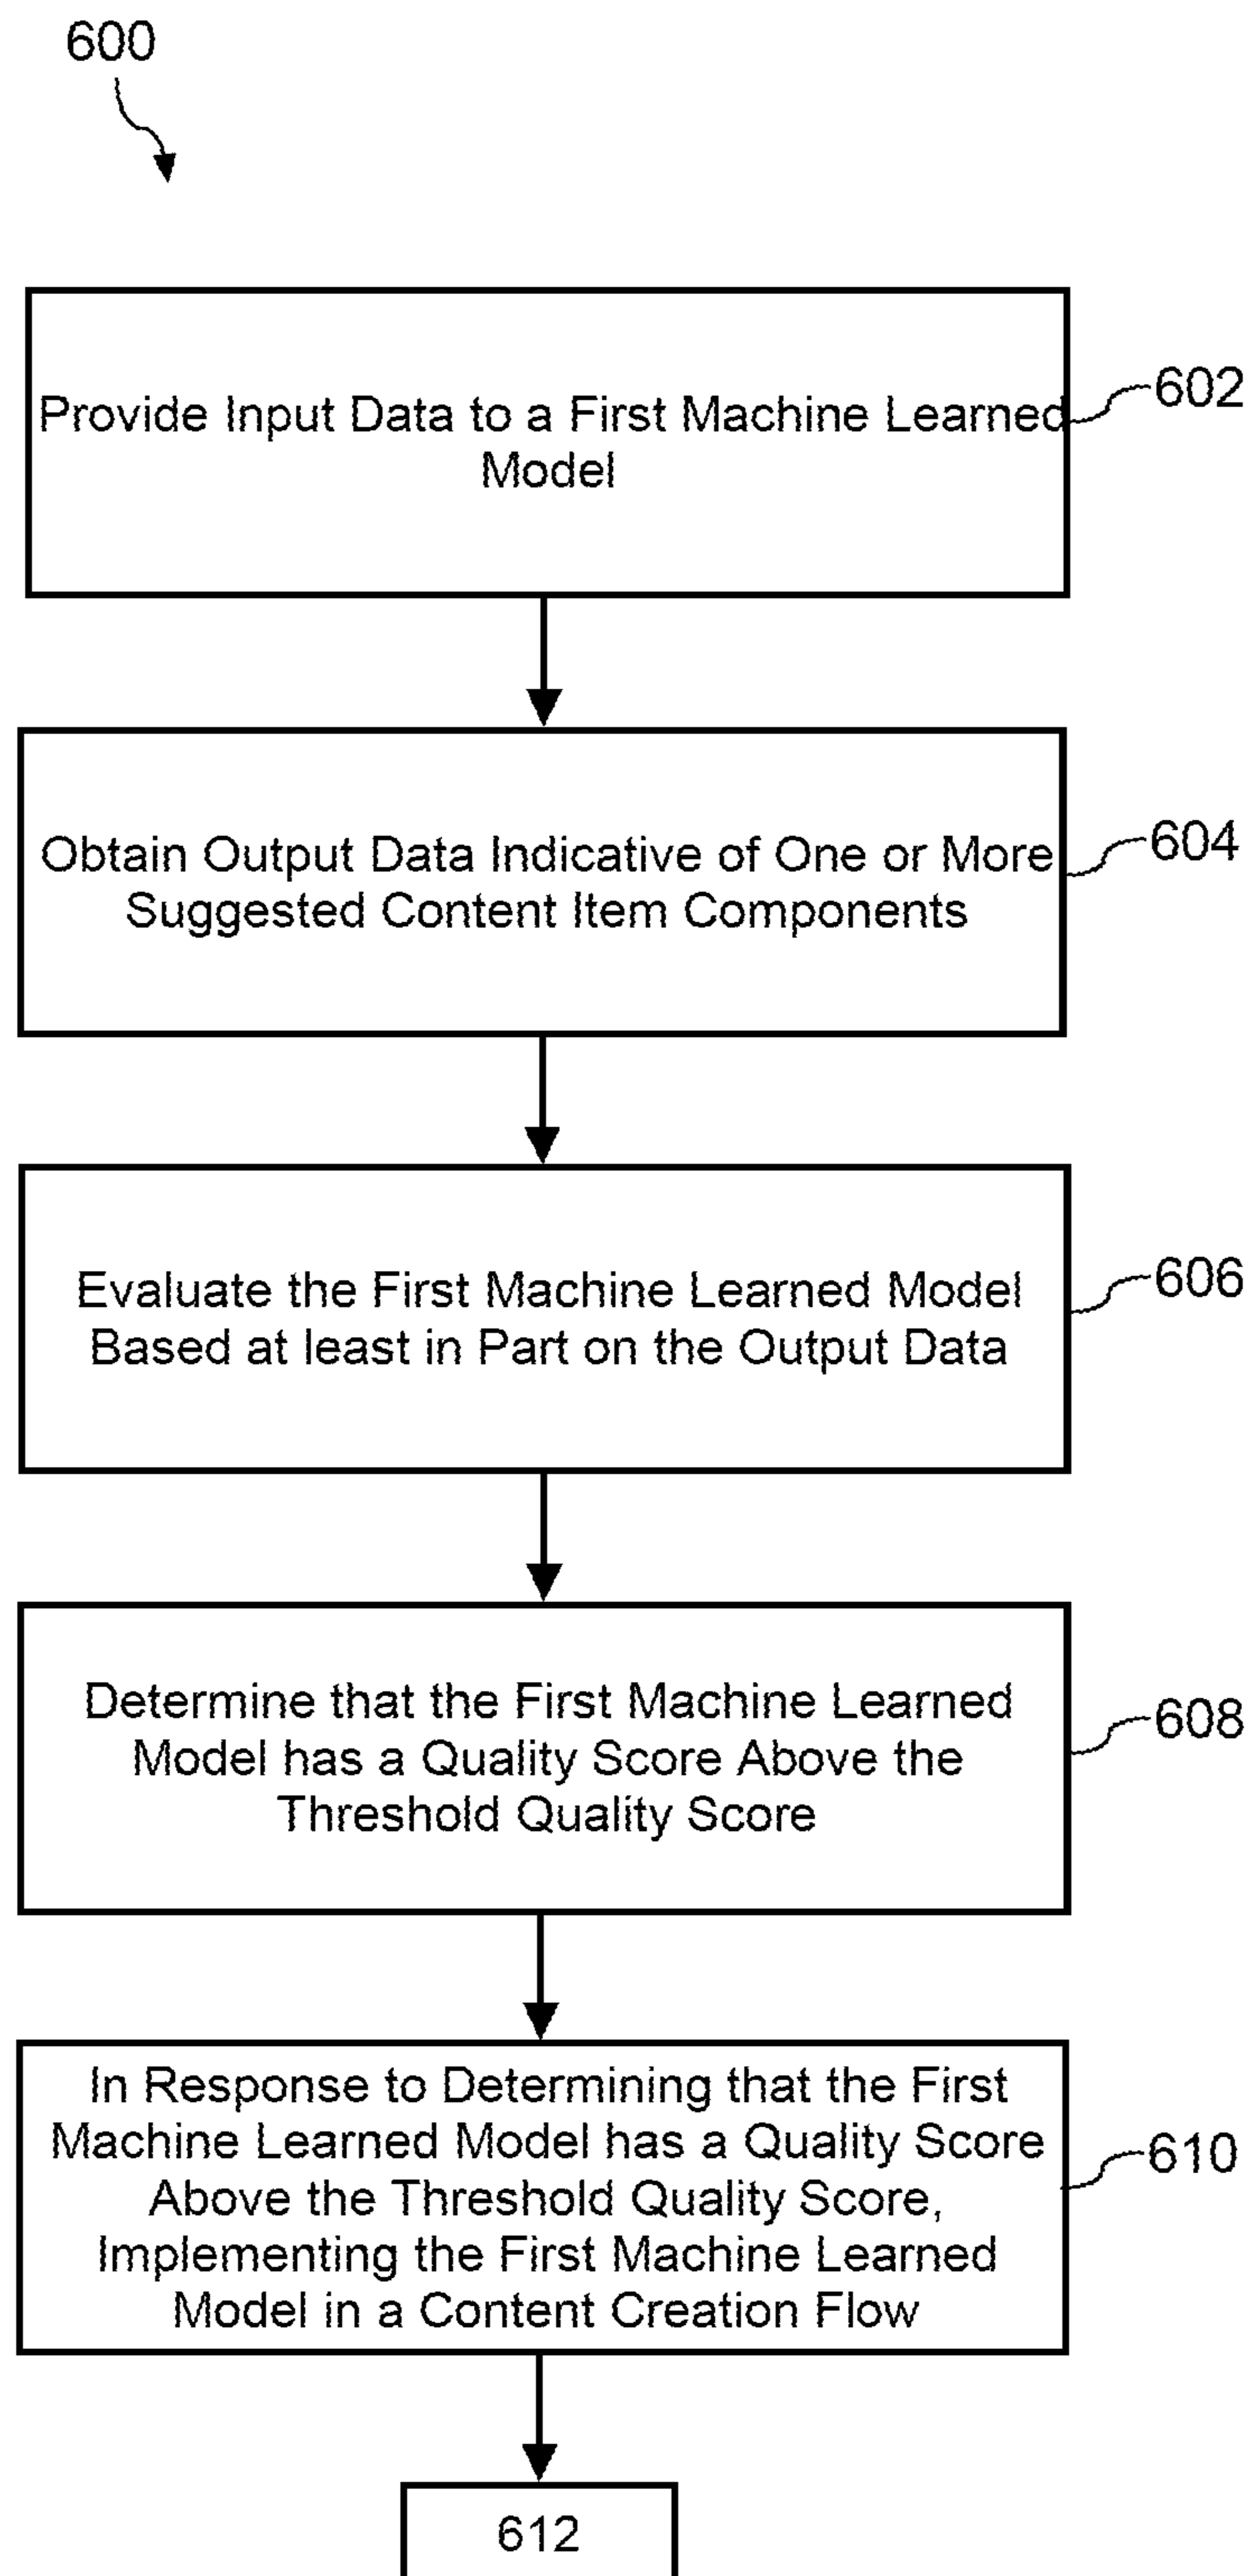 600
Provide Input Data to a First Machine Learned
Model
602
Obtain Output Data Indicative of One or More
Suggested Content Item Components
604
Evaluate the First Machine Learned Model
Based at least in Part on the Output Data
606
Determine that the First Machine Learned
Model has a Quality Score Above the
Threshold Quality Score
608
In Response to Determining that the First
Machine Learned Model has a Quality Score
Above the Threshold Quality Score,
Implementing the First Machine Learned
Model in a Content Creation Flow
610
612